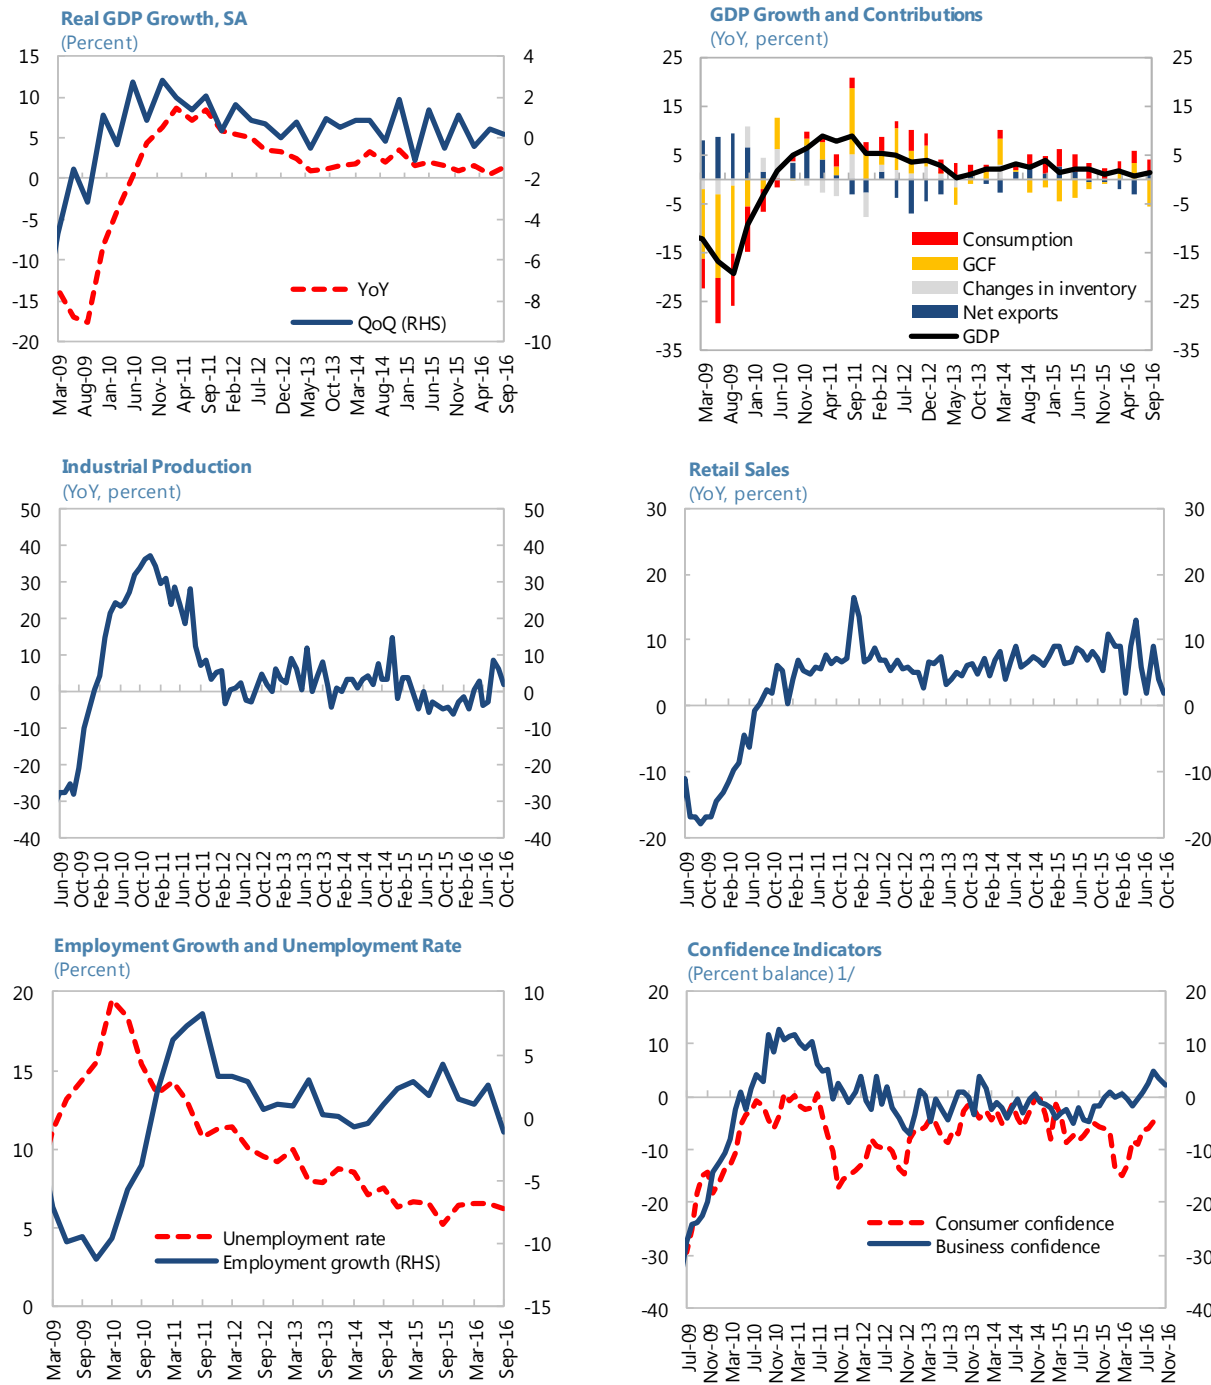 Real GDP Growth, SA
(Percent)
15
10
5
0
-5
-10
-15
-20
4
2
0
-2
-4
-6
-8
-10
YoY
QoQ (RHS)
Mar-09
Aug-09
Jan-10
Jun-10
Nov-10
Apr-11
Sep-11
Feb-12
Jul-12
Dec-12
May-13
Oct-13
Mar-14
Aug-14
Jan-15
Jun-15
Nov-15
Apr-16
Sep-16
GDP Growth and Contributions
(YoY, percent)
25
15
5
-5
-15
-25
-35
25
15
5
-5
-15
-25
-35
Consumption
GCF
Changes in inventory
Net exports
GDP
Mar-09
Aug-09
Jan-10
Jun-10
Nov-10
Apr-11
Sep-11
Feb-12
Jul-12
Dec-12
May-13
Oct-13
Mar-14
Aug-14
Jan-15
Jun-15
Nov-15
Apr-16
Sep-16
Industrial Production
(YoY, percent)
50
40
30
20
10
0
-10
-20
-30
-40
50
40
30
20
10
0
-10
-20
-30
-40
Jun-09
Oct-09
Feb-10
Jun-10
Oct-10
Feb-11
Jun-11
Oct-11
Feb-12
Jun-12
Oct-12
Feb-13
Jun-13
Oct-13
Feb-14
Jun-14
Oct-14
Feb-15
Jun-15
Oct-15
Feb-16
Jun-16
Oct-16
Retail Sales
(YoY, percent)
30
20
10
0
-10
-20
30
20
10
0
-10
-20
Jun-09
Oct-09
Feb-10
Jun-10
Oct-10
Feb-11
Jun-11
Oct-11
Feb-12
Jun-12
Oct-12
Feb-13
Jun-13
Oct-13
Feb-14
Jun-14
Oct-14
Feb-15
Jun-15
Oct-15
Feb-16
Jun-16
Oct-16
Employment Growth and Unemployment Rate
(Percent)
20
15
10
5
0
10
5
0
-5
-10
-15
Unemployment rate
Employment growth (RHS)
Mar-09
Sep-09
Mar-10
Sep-10
Mar-11
Sep-11
Mar-12
Sep-12
Mar-13
Sep-13
Mar-14
Sep-14
Mar-15
Sep-15
Mar-16
Sep-16
Confidence Indicators
(Percent balance) 1/
20
10
0
-10
-20
-30
-40
20
10
0
-10
-20
-30
-40
Consumer confidence
Business confidence
Jul-09
Nov-09
Mar-10
Jul-10
Nov-10
Mar-11
Jul-11
Nov-11
Mar-12
Jul-12
Nov-12
Mar-13
Jul-13
Nov-13
Mar-14
Jul-14
Nov-14
Mar-15
Jul-15
Nov-15
Mar-16
Jul-16
Nov-16